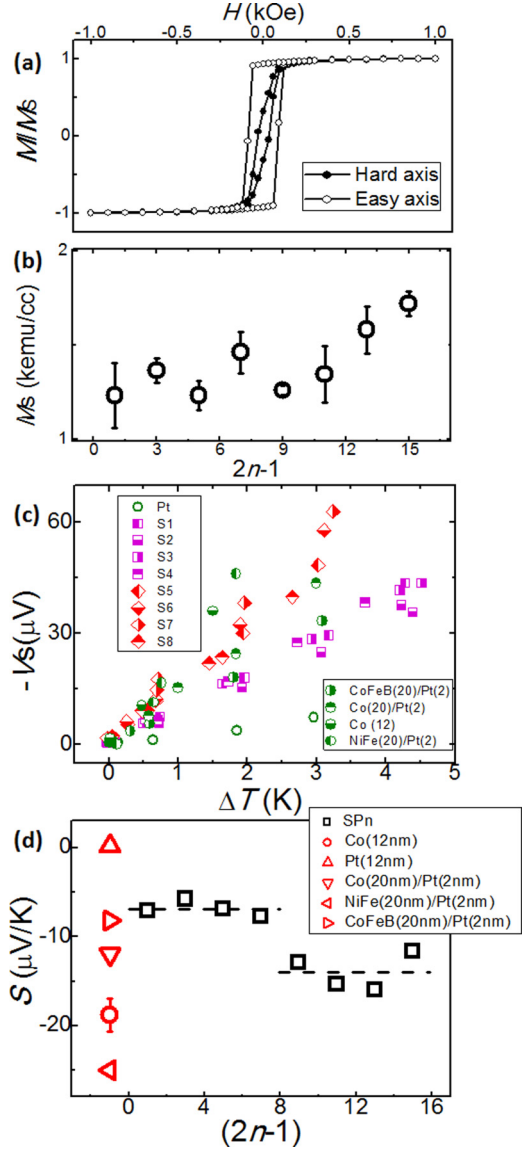 H (kOe)
-1.0 -0.5 0.0 0.5 1.0
(a)
M/Ms
1
0
-1
Hard axis
Easy axis
(b)
Ms (kemu/cc)
2
1
0 3 6 9 12 15
2n-1
(c)
-Vs(μV)
60
30
0
Pt
S1
S2
S3
S4
S5
S6
S7
S8
CoFeB(20)/Pt(2)
Co(20)/Pt(2)
Co (12)
NiFe(20)/Pt(2)
0 1 2 3 4 5
ΔT(K)
(d)
S(μV/K)
0
-10
-20
SPn
Co(12nm)
Pt(12nm)
Co(20nm)/Pt(2nm)
NiFe(20nm)/Pt(2nm)
CoFeB(20nm)/Pt(2nm)
0 4 8 12 16
(2n-1)